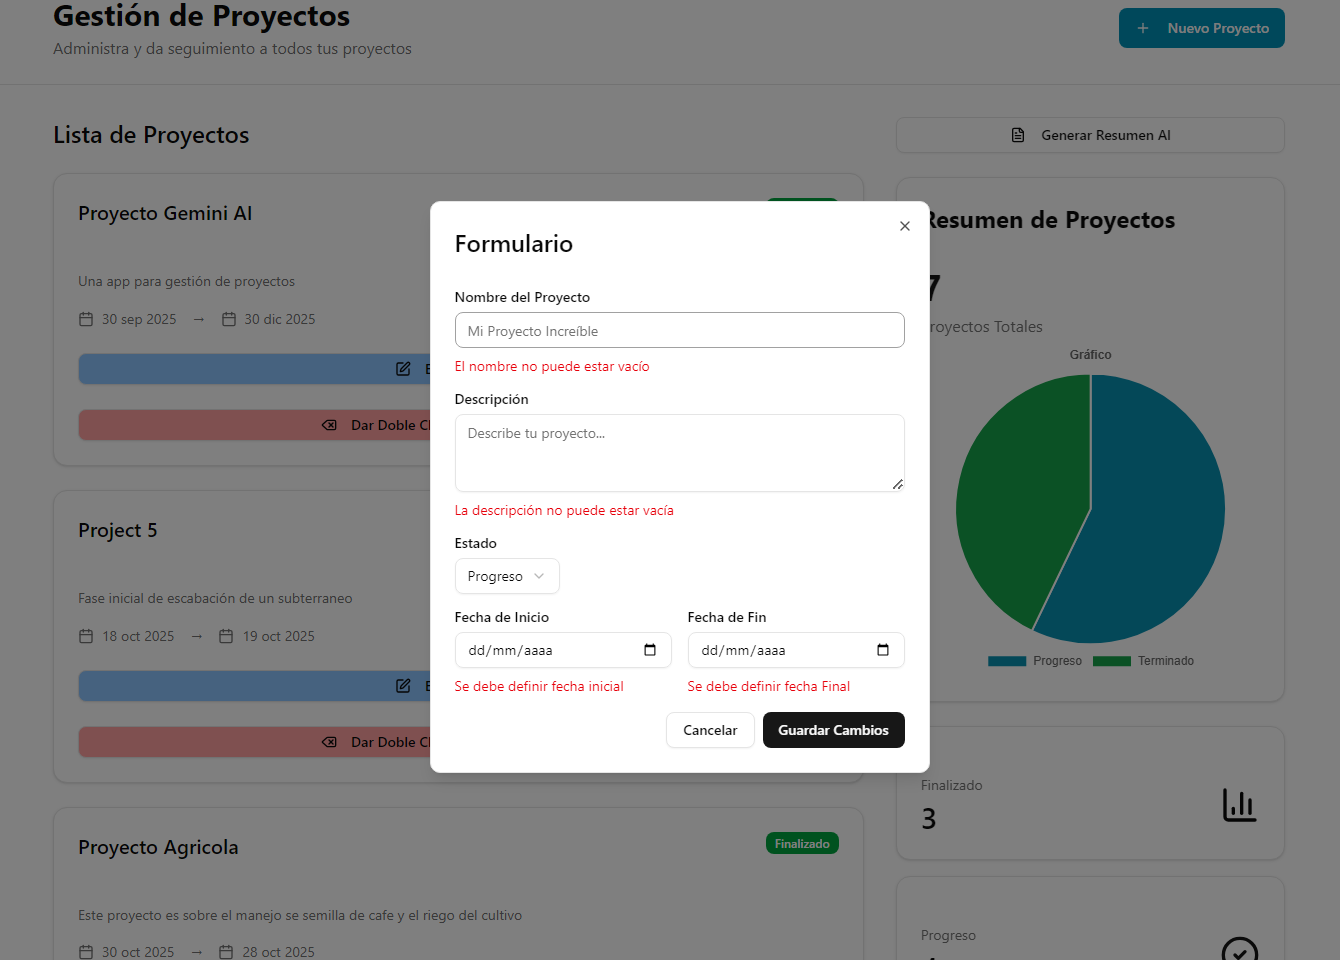 Gestión de Proyectos
Administra y da seguimiento a todos tus proyectos
Nuevo Proyecto
Lista de Proyectos
Generar Resumen AI
Proyecto Gemini AI
Una app para gestión de proyectos
30 sep 2025 → 30 dic 2025
Dar Doble
Project 5
Fase inicial de escabación de un subterraneo
18 oct 2025 → 19 oct 2025
Dar Doble
Proyecto Agricola
Finalizado
Este proyecto es sobre el manejo se semilla de cafe y el riego del cultivo
30 oct 2025 → 28 oct 2025
Formulario
Nombre del Proyecto
Mi Proyecto Increíble
El nombre no puede estar vacío
Descripción
Describe tu proyecto...
La descripción no puede estar vacía
Estado
Progreso
Fecha de Inicio
Fecha de Fin
dd/mm/aaaa
dd/mm/aaaa
Se debe definir fecha inicial
Se debe definir fecha Final
Cancelar
Guardar Cambios
Resumen de Proyectos
7
royectos Totales
Gráfico
Progreso
Terminado
Finalizado
3
Progreso